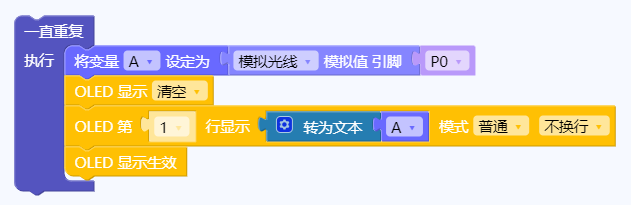 一直重复
执行 将变量 A 设定为 模拟光线 模拟值 引脚 P0
OLED 显示 清空
OLED 第 1 行显示 转为文本 A 模式 普通 不换行
OLED 显示生效